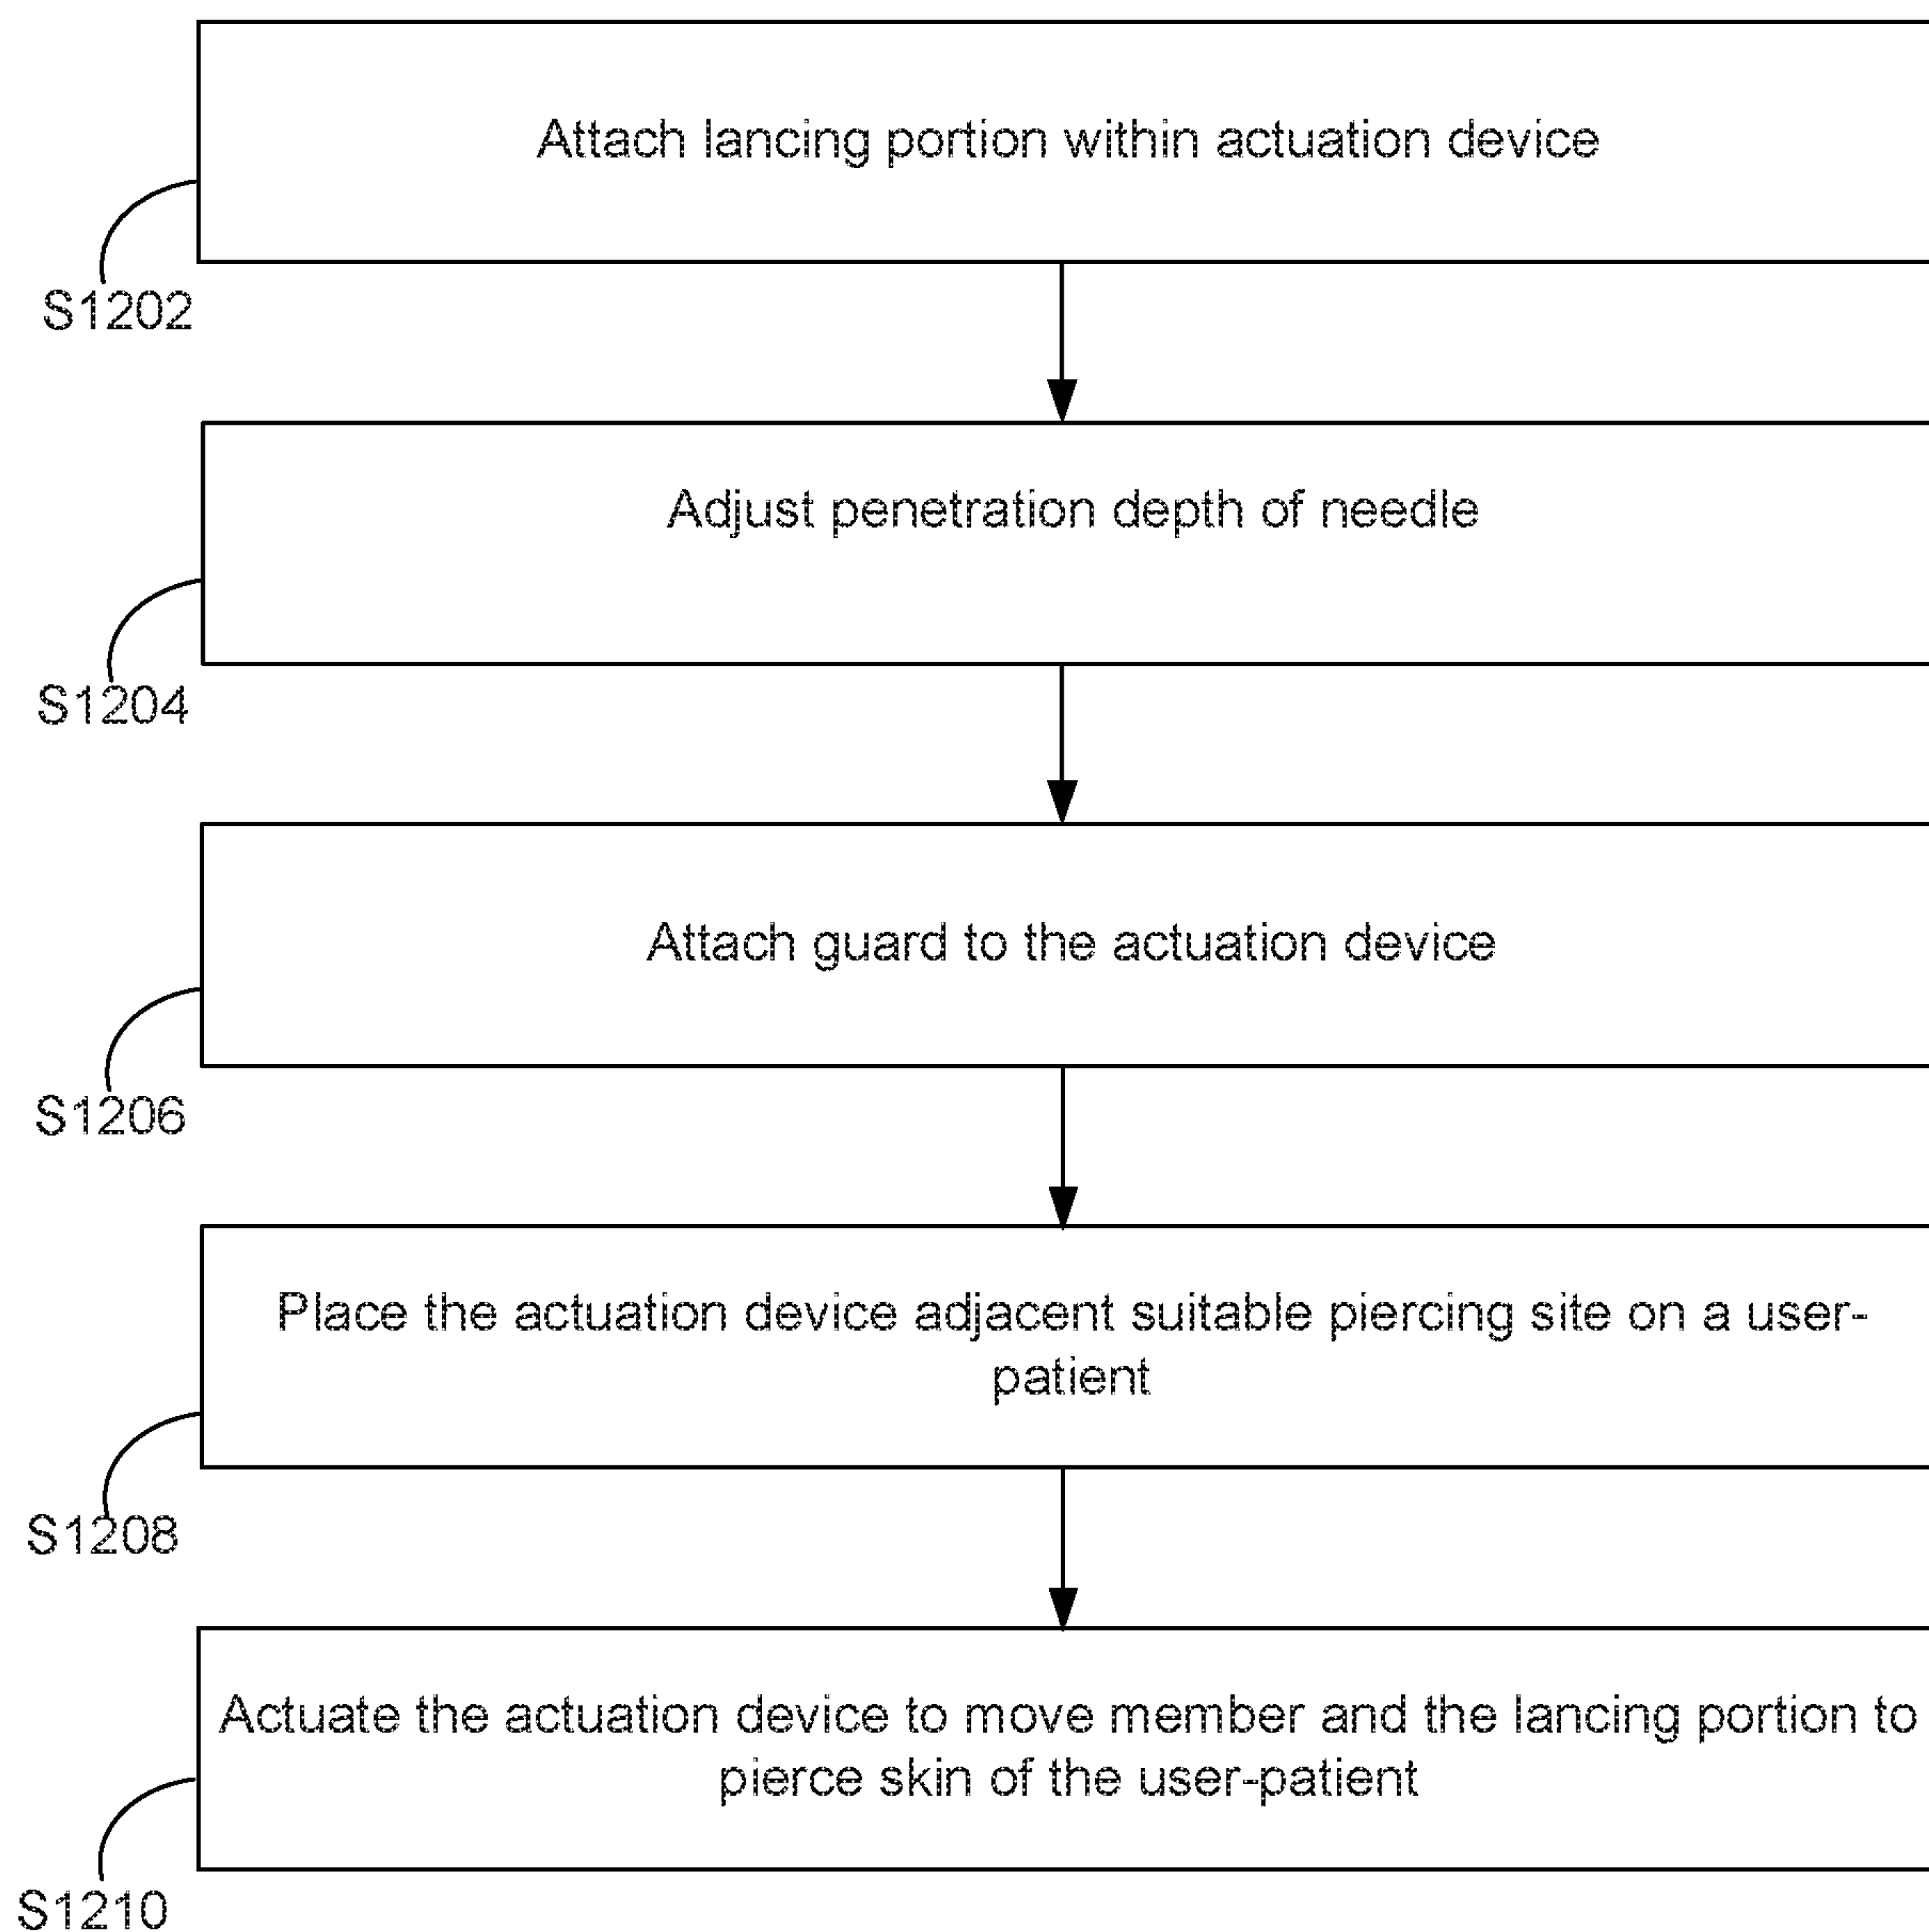 Attach lancing portion within actuation device
S1202
Adjust penetration depth of needle
S1204
Attach guard to the actuation device
S1206
Place the actuation device adjacent suitable piercing site on a user-
patient
S1208
Actuate the actuation device to move member and the lancing portion to
pierce skin of the user-patient
S1210